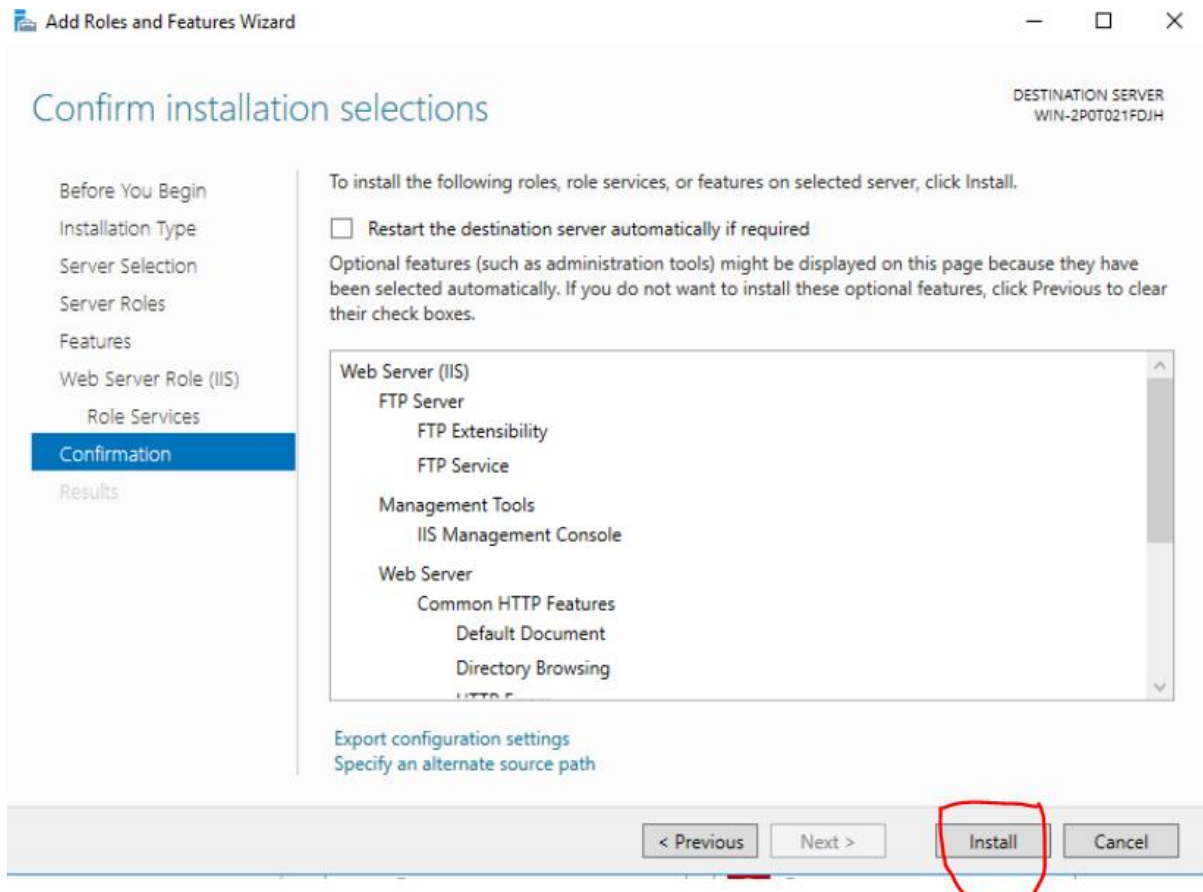 Add Roles and Features Wizard
Confirm installation selections
DESTINATION SERVER
WIN-2P0T021FDJH
Before You Begin
Installation Type
Server Selection
Server Roles
Features
Web Server Role (IIS)
Role Services
Confirmation
Results
To install the following roles, role services, or features on selected server, click Install.
Restart the destination server automatically if required
Optional features (such as administration tools) might be displayed on this page because they have
been selected automatically. If you do not want to install these optional features, click Previous to clear
their check boxes.
Web Server (IIS)
FTP Server
FTP Extensibility
FTP Service
Management Tools
IIS Management Console
Web Server
Common HTTP Features
Default Document
Directory Browsing
Export configuration settings
Specify an alternate source path
< Previous
Next >
Install
Cancel